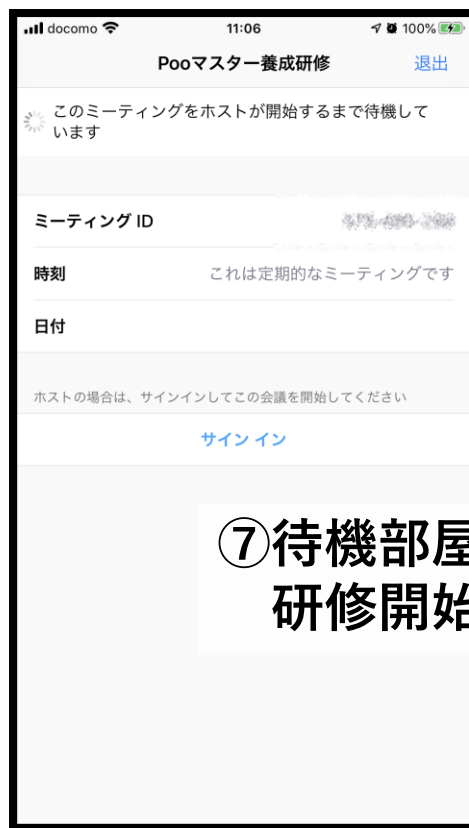 docomo 11:06 100%
Pooマスター養成研修 退出
このミーティングをホストが開始するまで待機して
います
ミーティング ID
時刻 これは定期的なミーティングです
日付
ホストの場合は、サインインしてこの会議を開始してください
サイン イン
⑦待機部屋
研修開始